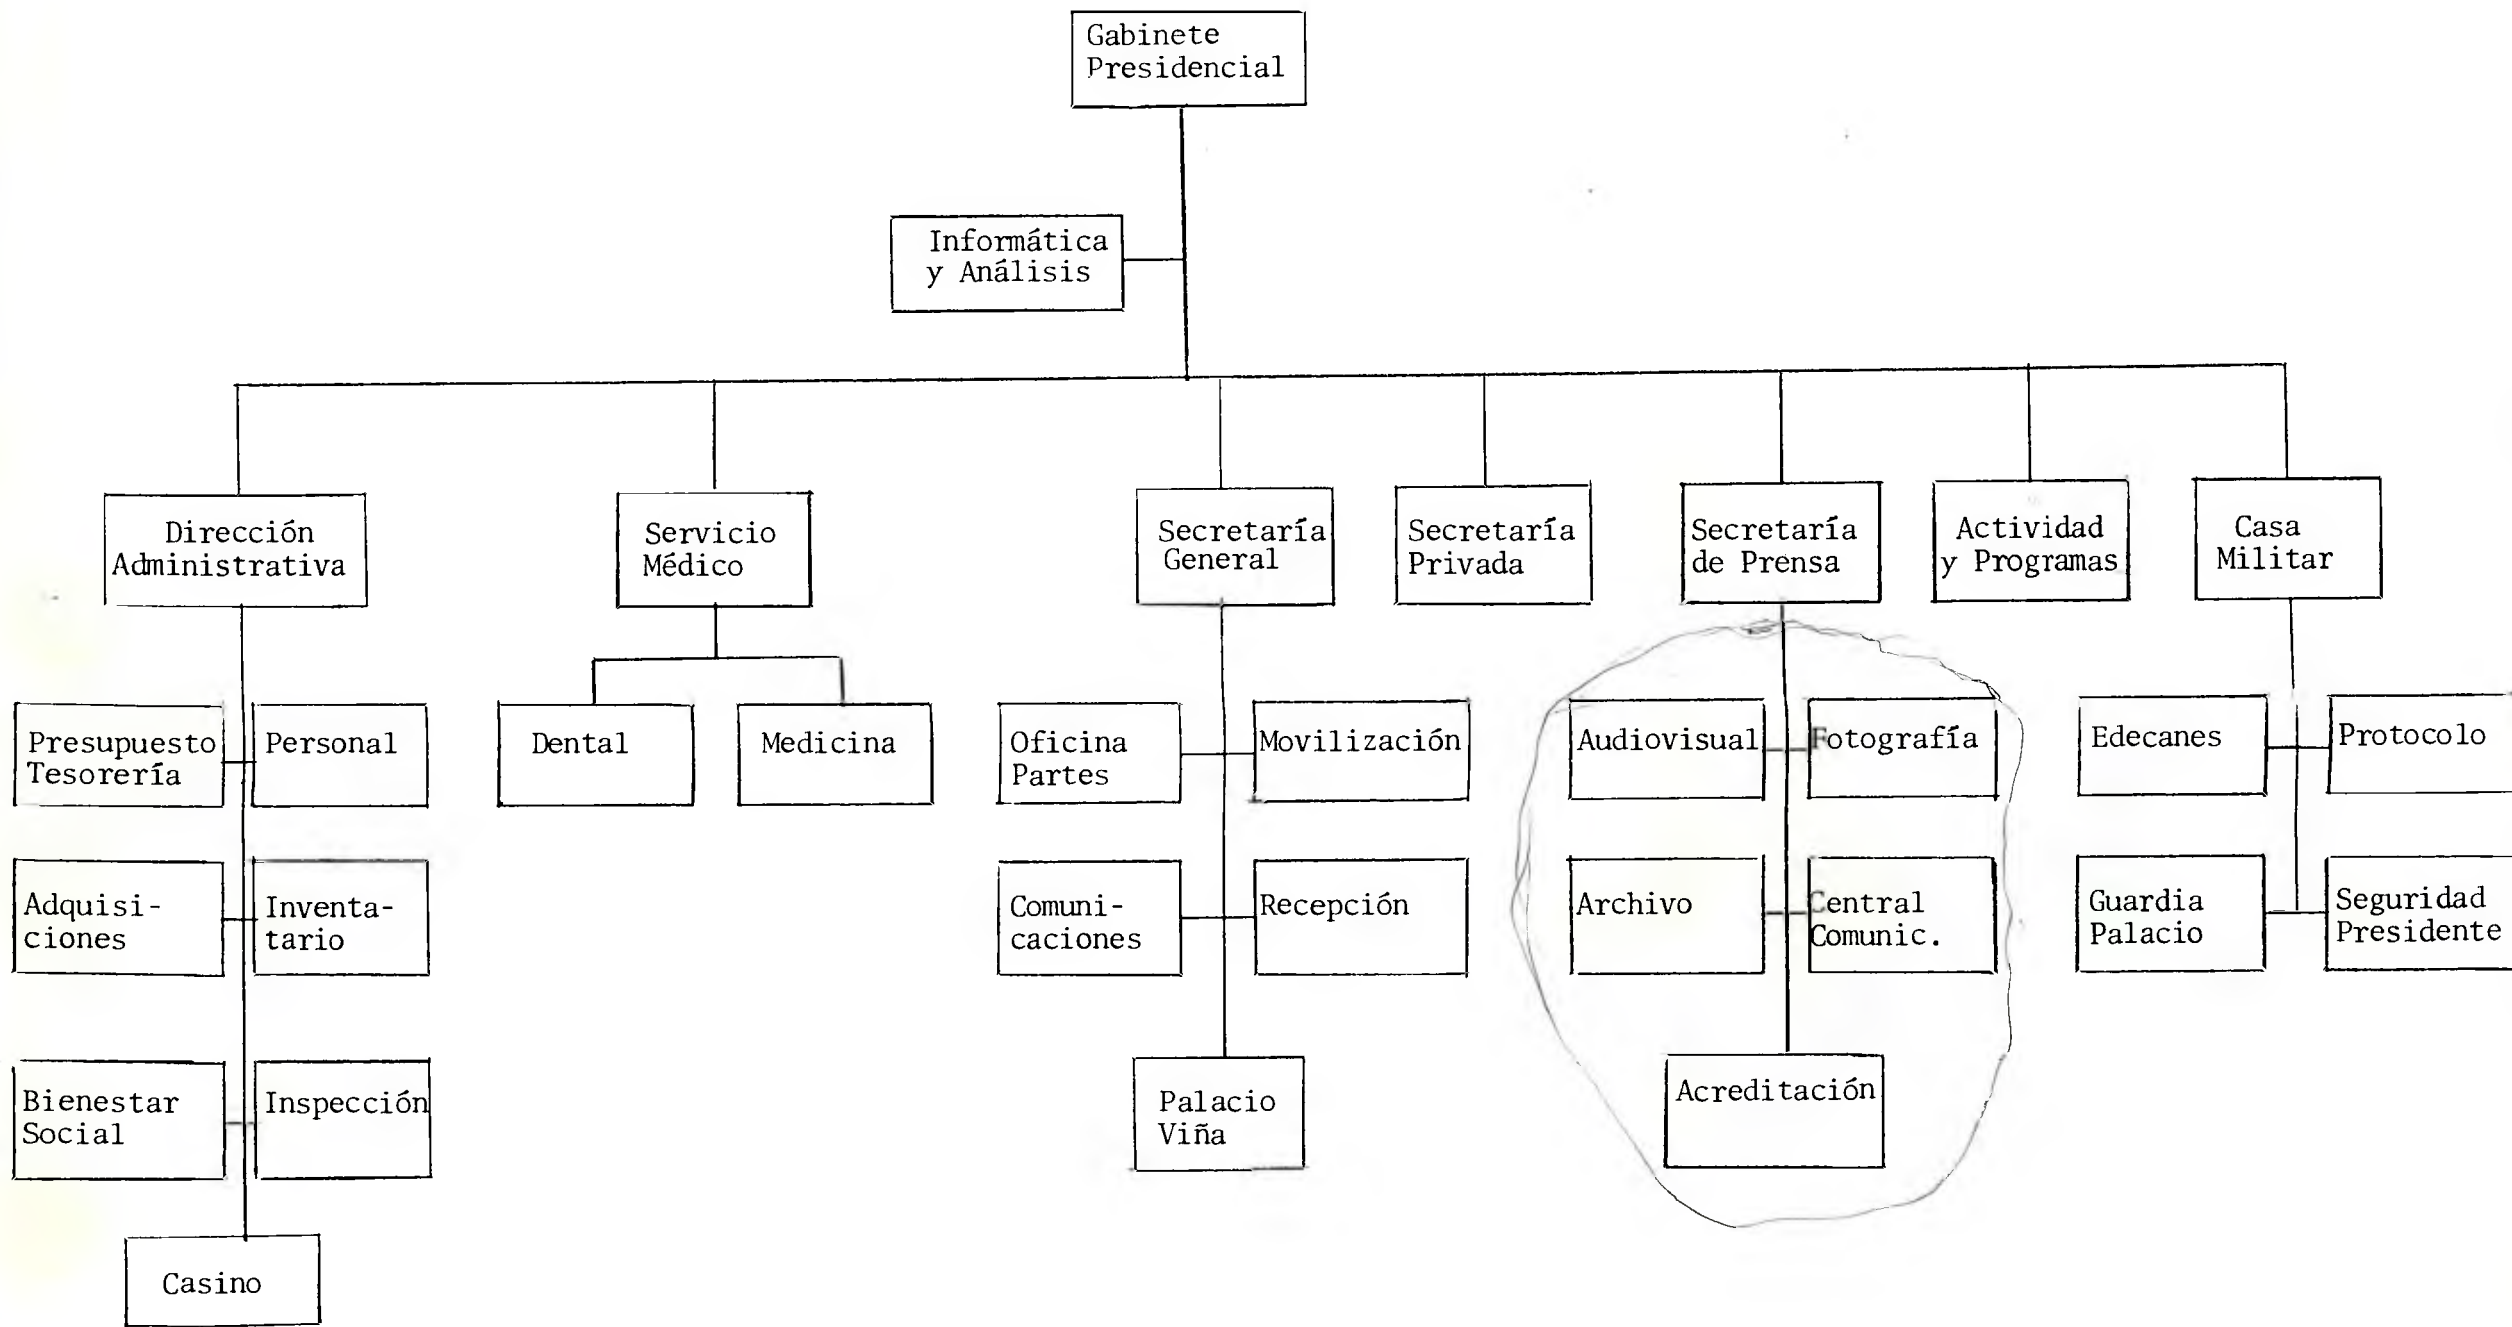 Gabinete
Presidencial
Informática
y Análisis
Dirección
Administrativa
Servicio
Médico
Secretaría
General
Secretaría
Privada
Secretaría
de Prensa
Actividad
y Programas
Casa
Militar
Presupuesto
Tesorería
Personal
Dental
Medicina
Oficina
Partes
Movilización
Audiovisual
Fotografía
Edecanes
Protocolo
Adquisi-
ciones
Inventa-
tario
Comuni-
caciones
Recepción
Archivo
Central
Comunic.
Guardia
Palacio
Seguridad
Presidente
Bienestar
Social
Inspección
Palacio
Viña
Acreditación
Casino